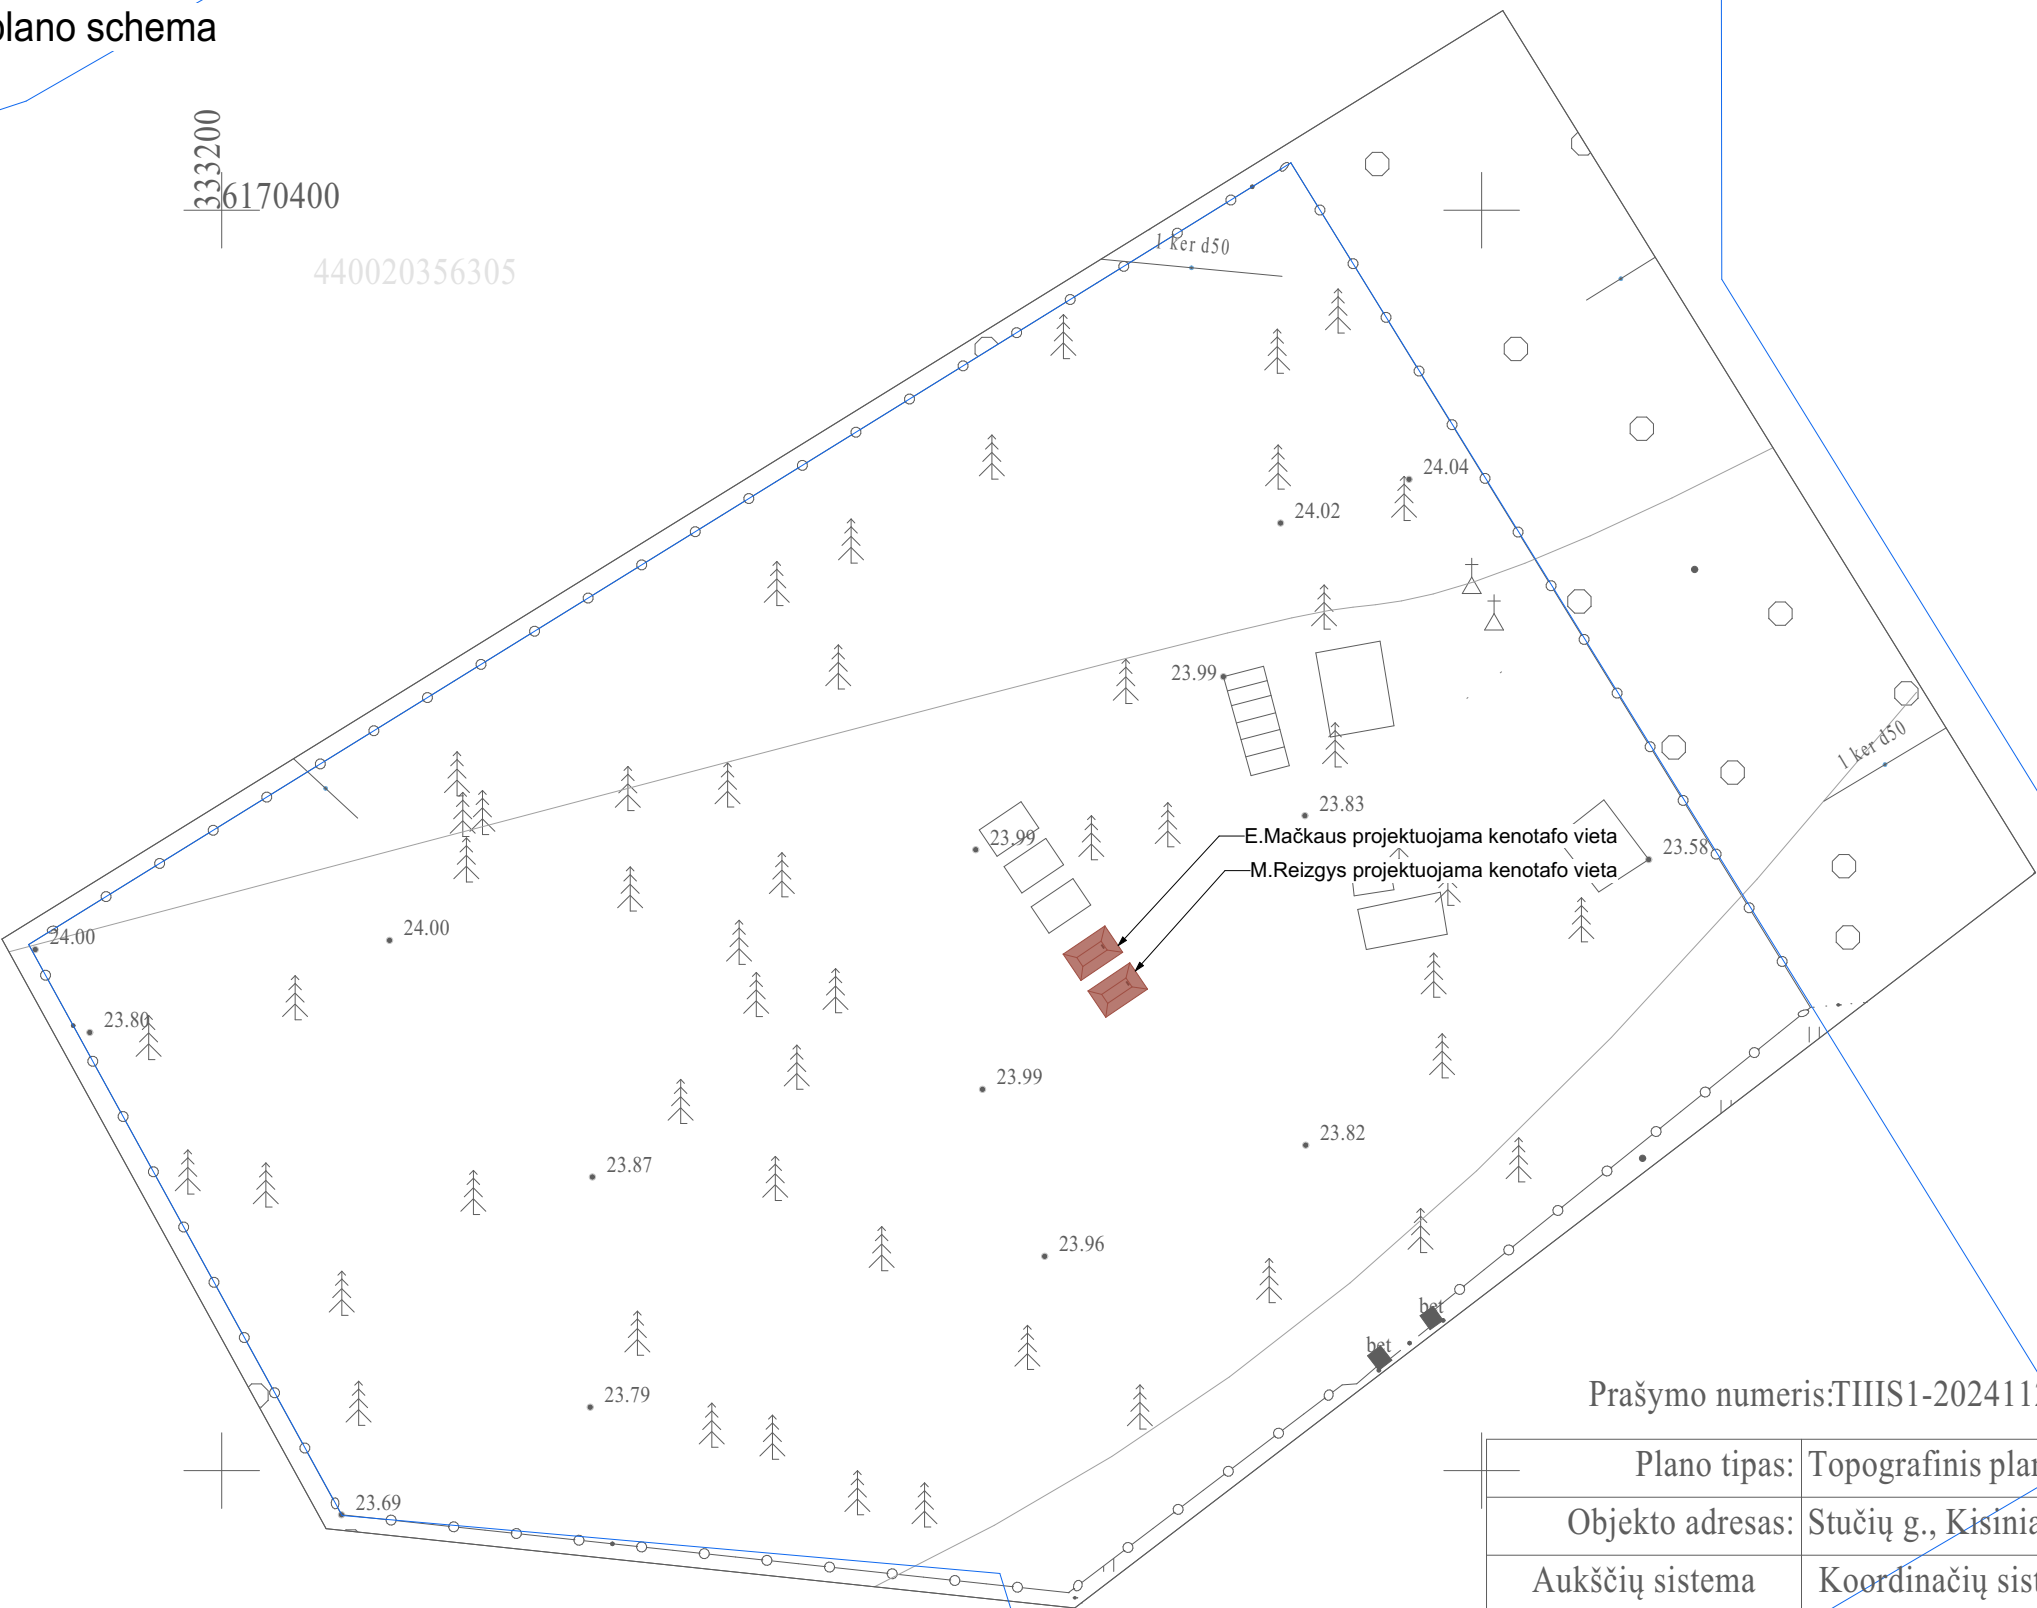 plano schema
333200
6170400
440020356305
1 ker d50
24.04
24.02
23.99
1 ker d50
23.83
23.99
E.Mačkaus projektuojama kenotafo vieta
23.58
M.Reizgys projektuojama kenotafo vieta
24.00
24.00
23.80
23.99
23.82
23.87
23.96
bet
bet
23.79
23.69
Prašymo numeris:TIIIS1-202411
Plano tipas: Topografinis plan
Objekto adresas: Stučių g., Kisinia
Aukščių sistema Koordinačių sist